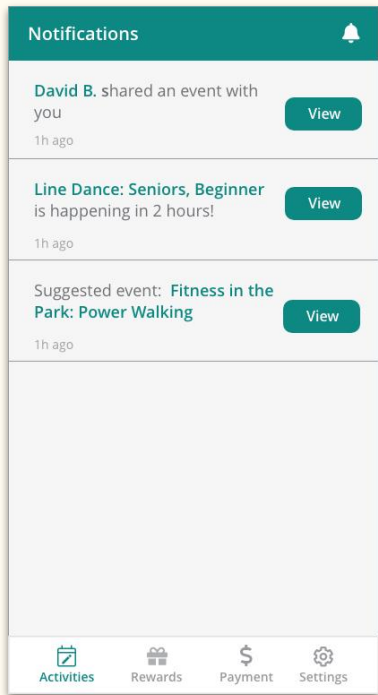 Notifications
David B. shared an event with
you
View
1h ago
Line Dance: Seniors, Beginner
is happening in 2 hours!
View
1h ago
Suggested event: Fitness in the
Park: Power Walking
View
1h ago
Activities Rewards Payment Settings